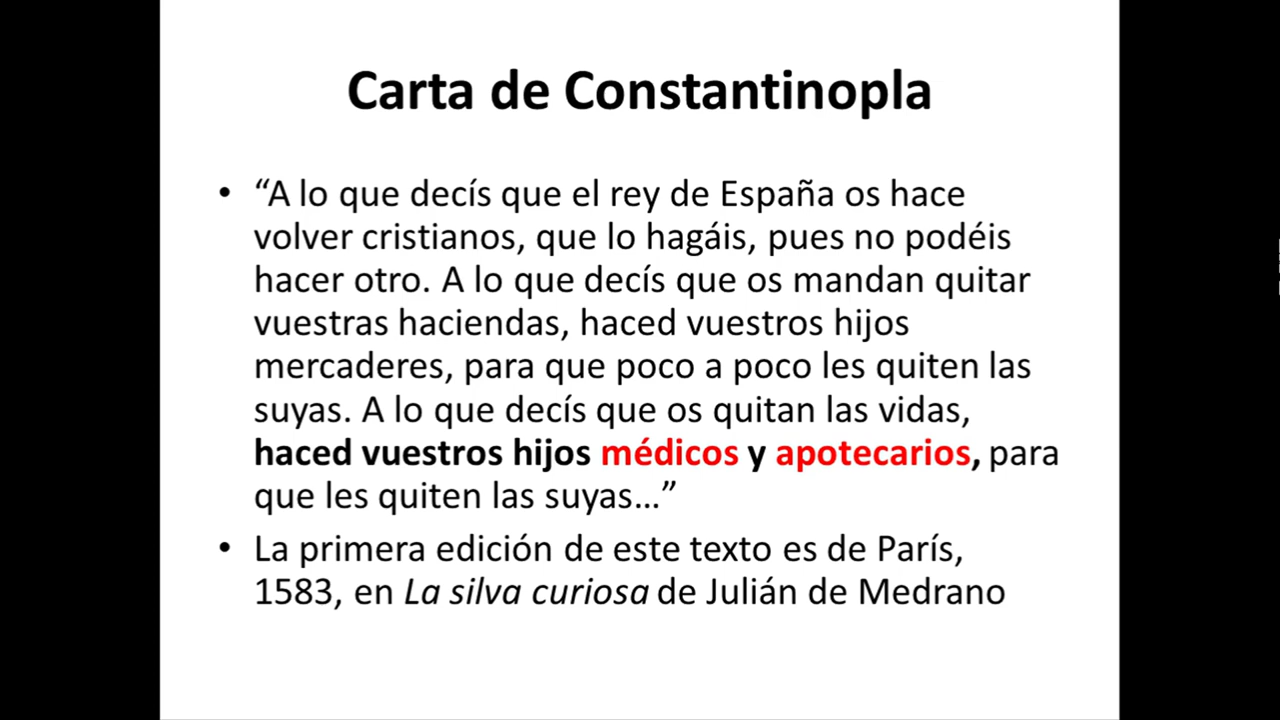 Carta de Constantinopla
• “A lo que decís que el rey de España os hace
volver cristianos, que lo hagáis, pues no podéis
hacer otro. A lo que decís que os mandan quitar
vuestras haciendas, haced vuestros hijos
mercaderes, para que poco a poco les quiten las
suyas. A lo que decís que os quitan las vidas,
haced vuestros hijos médicos y apotecarios, para
que les quiten las suyas…”
• La primera edición de este texto es de París,
1583, en La silva curiosa de Julián de Medrano